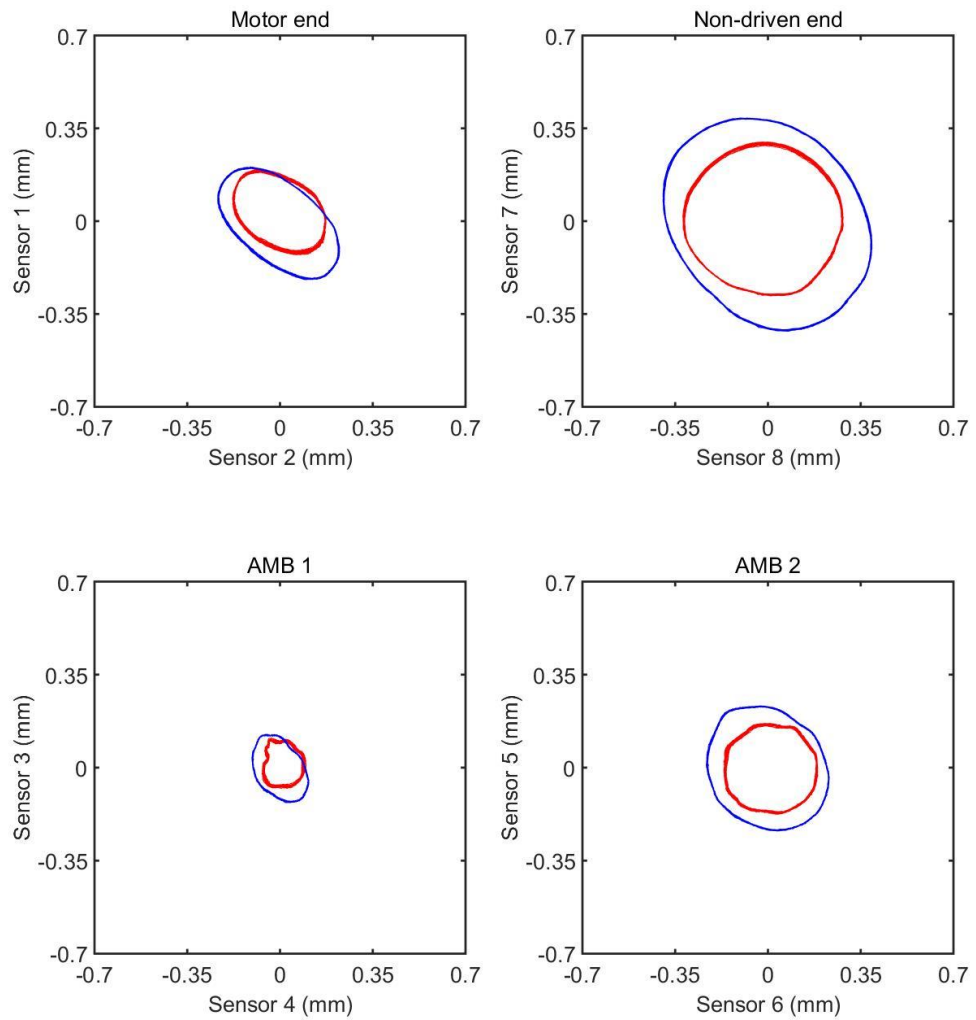 Motor end
0.7
0.35
0
-0.35
-0.7
Sensor 1 (mm)
-0.7 -0.35 0 0.35 0.7
Sensor 2 (mm)
Non-driven end
0.7
0.35
0
-0.35
-0.7
Sensor 7 (mm)
-0.7 -0.35 0 0.35 0.7
Sensor 8 (mm)
AMB 1
0.7
0.35
0
-0.35
-0.7
Sensor 3 (mm)
-0.7 -0.35 0 0.35 0.7
Sensor 4 (mm)
AMB 2
0.7
0.35
0
-0.35
-0.7
Sensor 5 (mm)
-0.7 -0.35 0 0.35 0.7
Sensor 6 (mm)